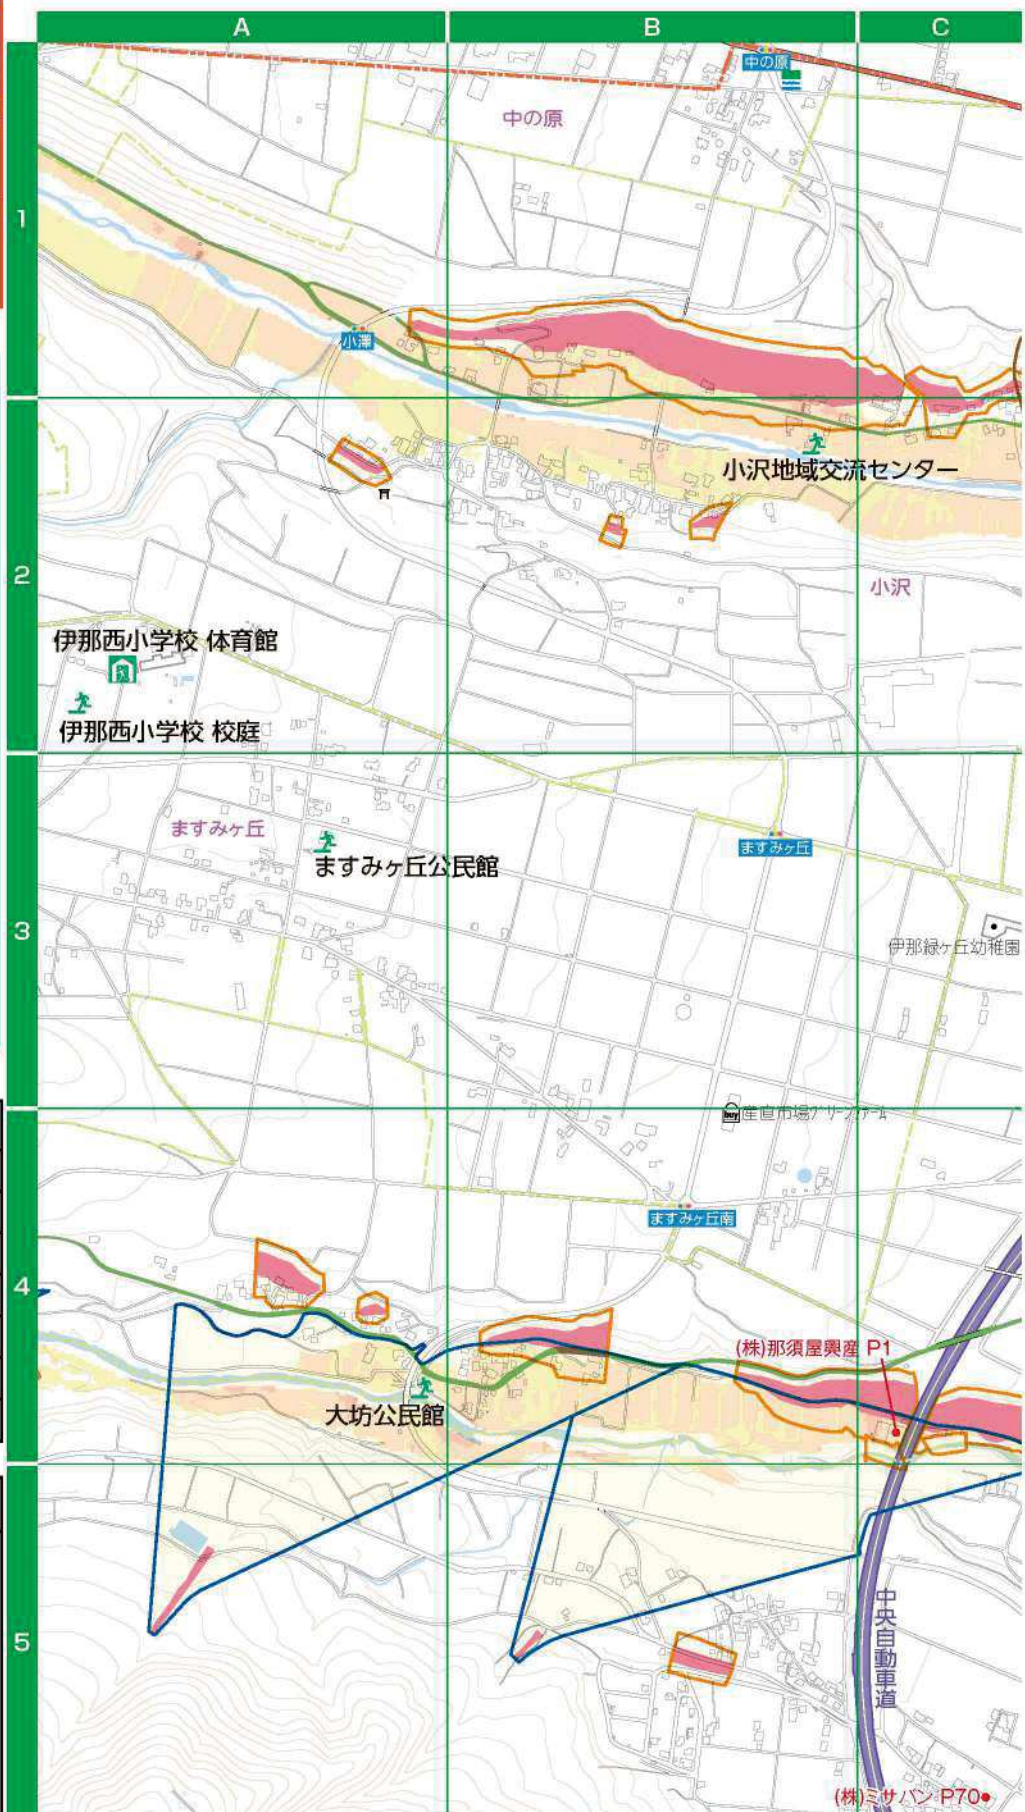 A B C
1
中の原
中の原
小澤
2
小沢地域交流センター
小沢
伊那西小学校 体育館
伊那西小学校 校庭
3
ますみヶ丘
ますみヶ丘公民館
ますみヶ丘
伊那緑ヶ丘幼稚園
buy 産直市場グリーンファーム
4
ますみヶ丘南
(株)那須屋興産 P1
大坊公民館
5
中央自動車道
(株)ミサパン P70